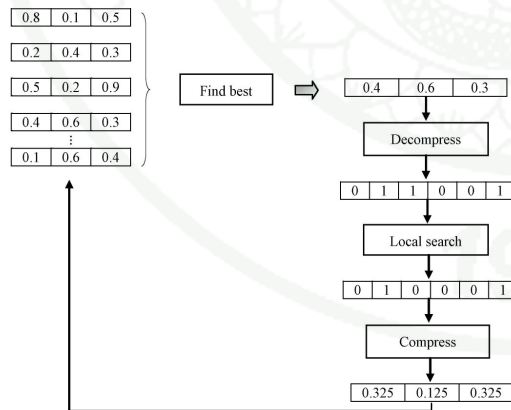 0.8 0.1 0.5
0.2 0.4 0.3
0.5 0.2 0.9
0.4 0.6 0.3
⋮
0.1 0.6 0.4
Find best
0.4 0.6 0.3
Decompress
0 1 1 0 0 1
Local search
0 1 0 0 0 1
Compress
0.325 0.125 0.325